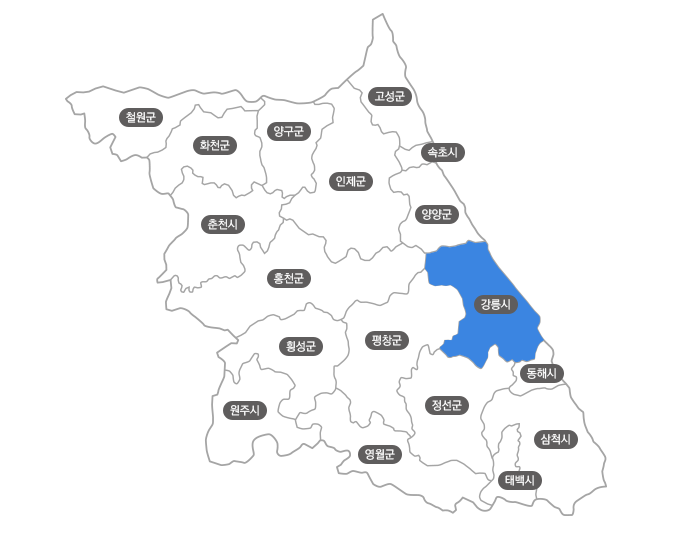 고성군
철원군
양구군
화천군
속초시
인제군
양양군
춘천시
홍천군
강릉시
평창군
횡성군
동해시
정선군
원주시
삼척시
영월군
태백시